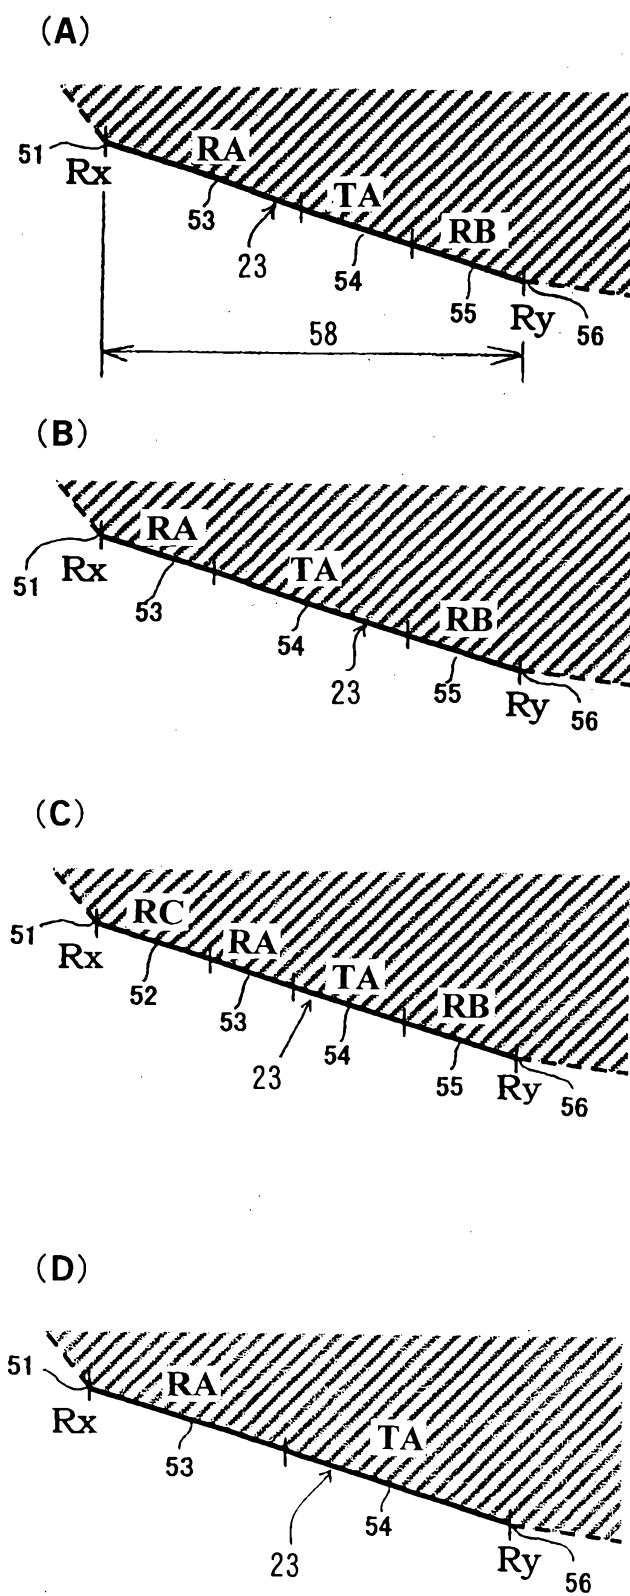 (A)
51 Rx RA 53 23 TA 54 RB 55 Ry 56
58
(B)
51 Rx RA 53 TA 54 23 RB 55 Ry 56
(C)
51 Rx RC 52 RA 53 23 TA 54 RB 55 Ry 56
(D)
51 Rx RA 53 23 TA 54 Ry 56